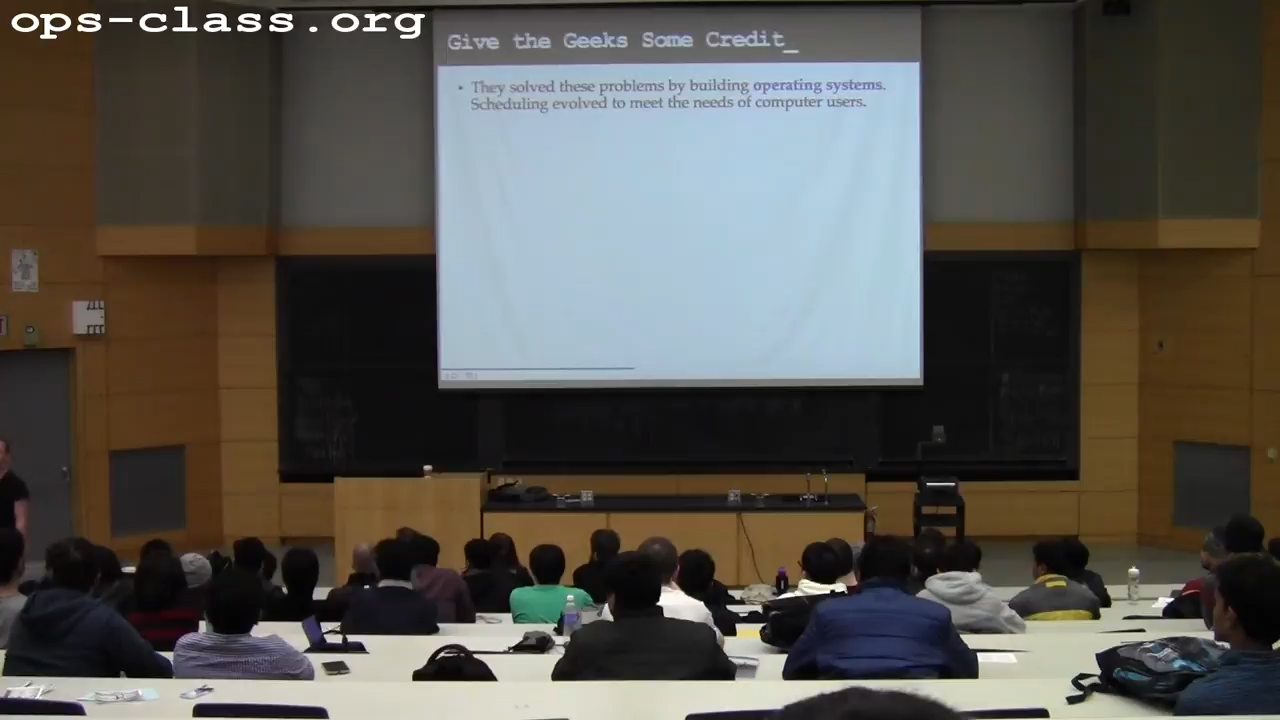 ops-class.org
Give the Geeks Some Credit_
• They solved these problems by building operating systems.
Scheduling evolved to meet the needs of computer users.